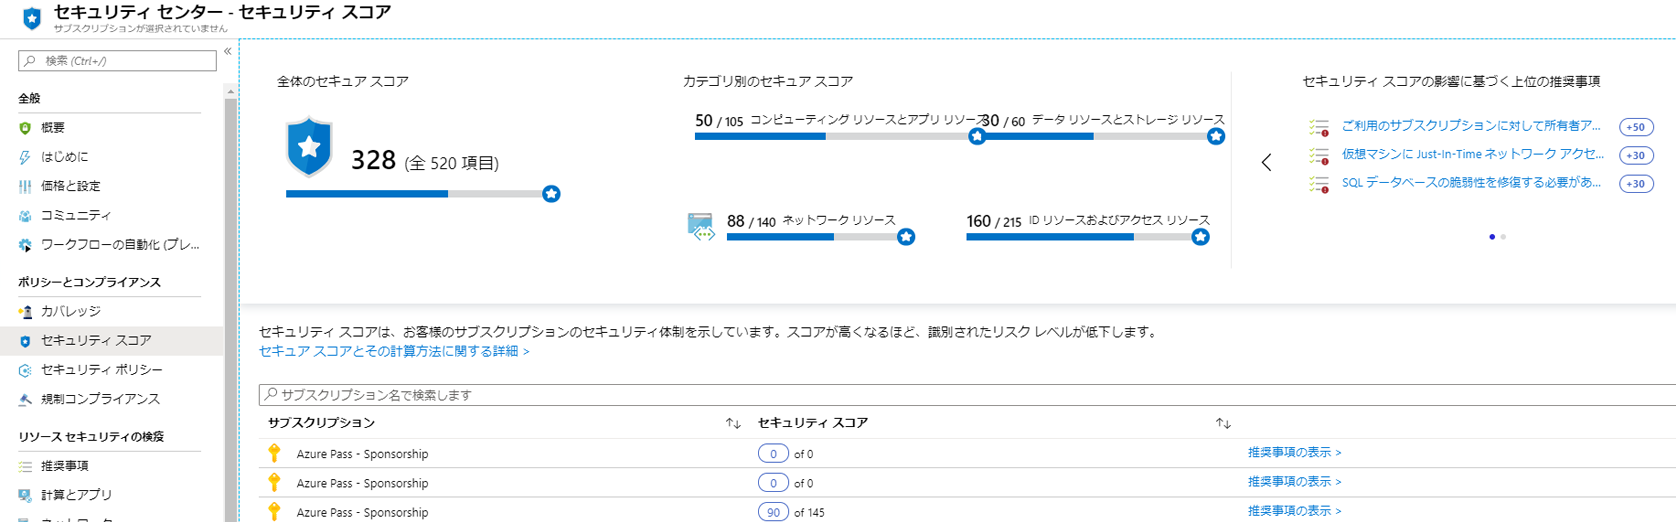 セキュリティ センター - セキュリティ スコア
サブスクリプションが選択されていません
検索 (Ctrl+/)
«
全般
概要
はじめに
価格と設定
コミュニティ
ワークフローの自動化 (プレ...
ポリシーとコンプライアンス
カバレッジ
セキュリティ スコア
セキュリティ ポリシー
規制コンプライアンス
リソース セキュリティの検疫
推奨事項
計算とアプリ
全体のセキュア スコア
328 (全 520 項目)
カテゴリ別のセキュア スコア
50 / 105 コンピューティング リソースとアプリ リソース
30 / 60 データ リソースとストレージ リソース
88 / 140 ネットワーク リソース
160 / 215 ID リソースおよびアクセス リソース
セキュリティ スコアの影響に基づく上位の推奨事項
ご利用のサブスクリプションに対して所有者ア... +50
仮想マシンに Just-In-Time ネットワーク アクセ... +30
SQL データベースの脆弱性を修復する必要があ... +30
セキュリティ スコアは、お客様のサブスクリプションのセキュリティ体制を示しています。スコアが高くなるほど、識別されたリスク レベルが低下します。
セキュア スコアとその計算方法に関する詳細 >
サブスクリプション名で検索します
サブスクリプション ↑↓ セキュリティ スコア ↑↓
Azure Pass - Sponsorship 0 of 0 推奨事項の表示 >
Azure Pass - Sponsorship 0 of 0 推奨事項の表示 >
Azure Pass - Sponsorship 90 of 145 推奨事項の表示 >